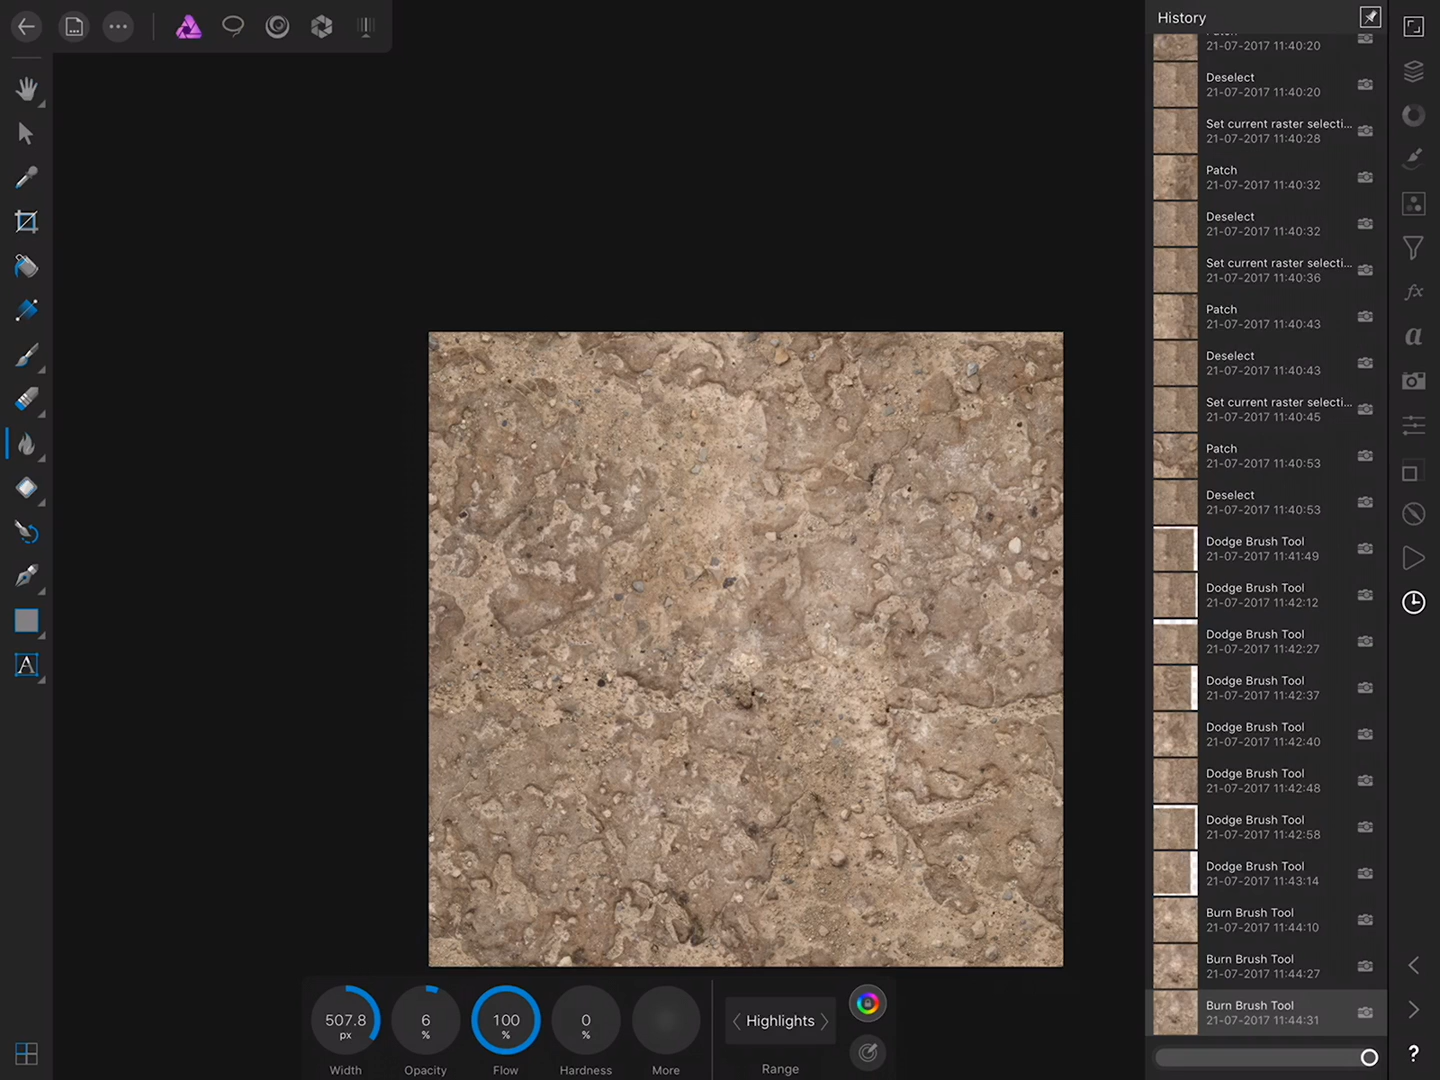 History
21-07-2017 11:40:20
Deselect
21-07-2017 11:40:20
Set current raster selecti...
21-07-2017 11:40:28
Patch
21-07-2017 11:40:32
Deselect
21-07-2017 11:40:32
Set current raster selecti...
21-07-2017 11:40:36
Patch
21-07-2017 11:40:43
Deselect
21-07-2017 11:40:43
Set current raster selecti...
21-07-2017 11:40:45
Patch
21-07-2017 11:40:53
Deselect
21-07-2017 11:40:53
Dodge Brush Tool
21-07-2017 11:41:49
Dodge Brush Tool
21-07-2017 11:42:12
Dodge Brush Tool
21-07-2017 11:42:27
Dodge Brush Tool
21-07-2017 11:42:37
Dodge Brush Tool
21-07-2017 11:42:40
Dodge Brush Tool
21-07-2017 11:42:48
Dodge Brush Tool
21-07-2017 11:42:58
Dodge Brush Tool
21-07-2017 11:43:14
Burn Brush Tool
21-07-2017 11:44:10
Burn Brush Tool
21-07-2017 11:44:27
Burn Brush Tool
21-07-2017 11:44:31
A
fx
a
?
507.8 px
6 %
100 %
0 %
Highlights
Width
Opacity
Flow
Hardness
More
Range